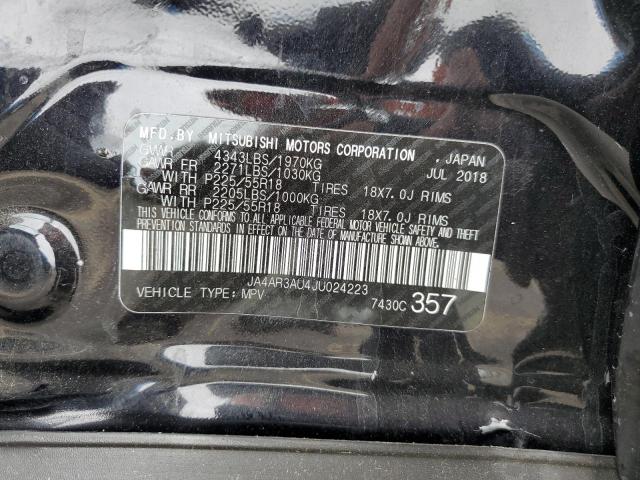 MFD.BY MITSUBISHI MOTORS CORPORATION , JAPAN
GVWR 4343LBS/1970KG JUL 2018
GAWR FR 2271LBS/1030KG
WITH P225/55R18 TIRES 18X7.0J RIMS
GAWR RR 2205LBS/1000KG
WITH P225/55R18 TIRES 18X7.0J RIMS
THIS VEHICLE CONFORMS TO ALL APPLICABLE FEDERAL MOTOR VEHICLE SAFETY, BUMPER AND THEFT
PREVENTION STANDARDS IN EFFECT ON THE DATE OF MANUFACTURE SHOWN ABOVE.
JA4AR3AU4JU024223
VEHICLE TYPE:MPV 7430C 357